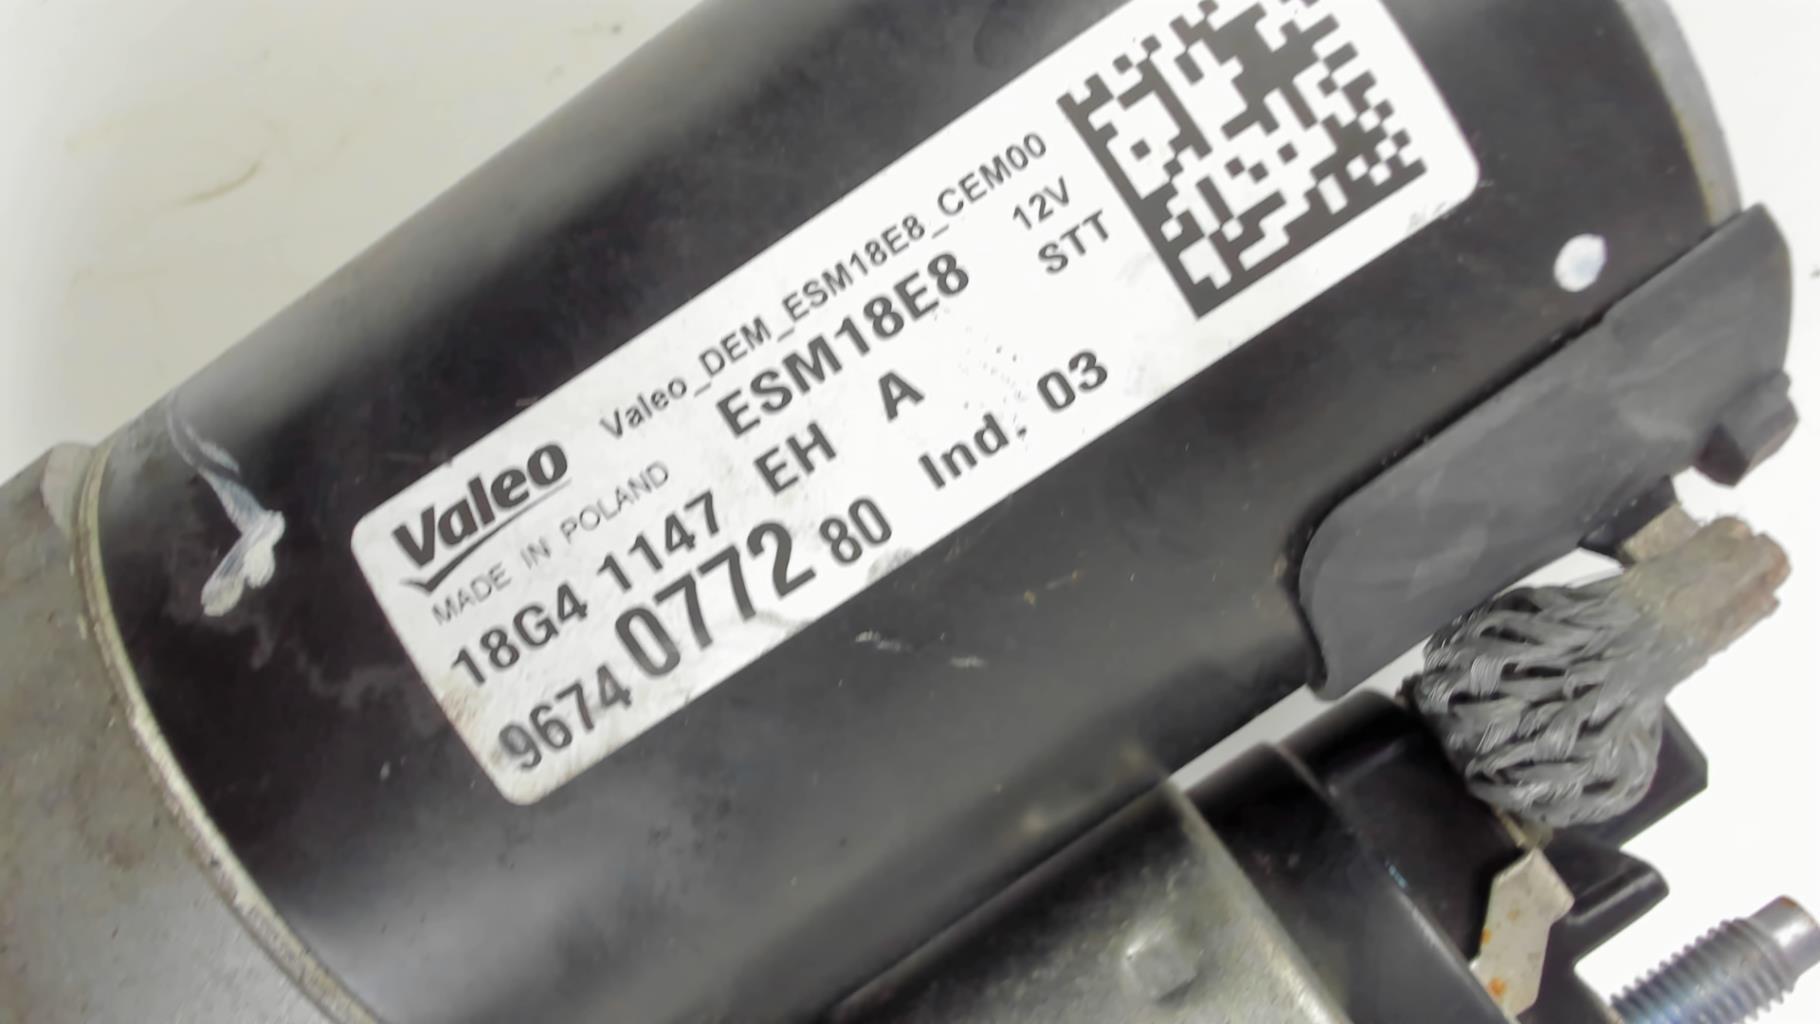 Valeo Valeo_DEM_ESM18E8_CEM00
MADE IN POLAND ESM18E8 12V
18G4 1147 EH A STT
9674 0772 80 Ind. 03